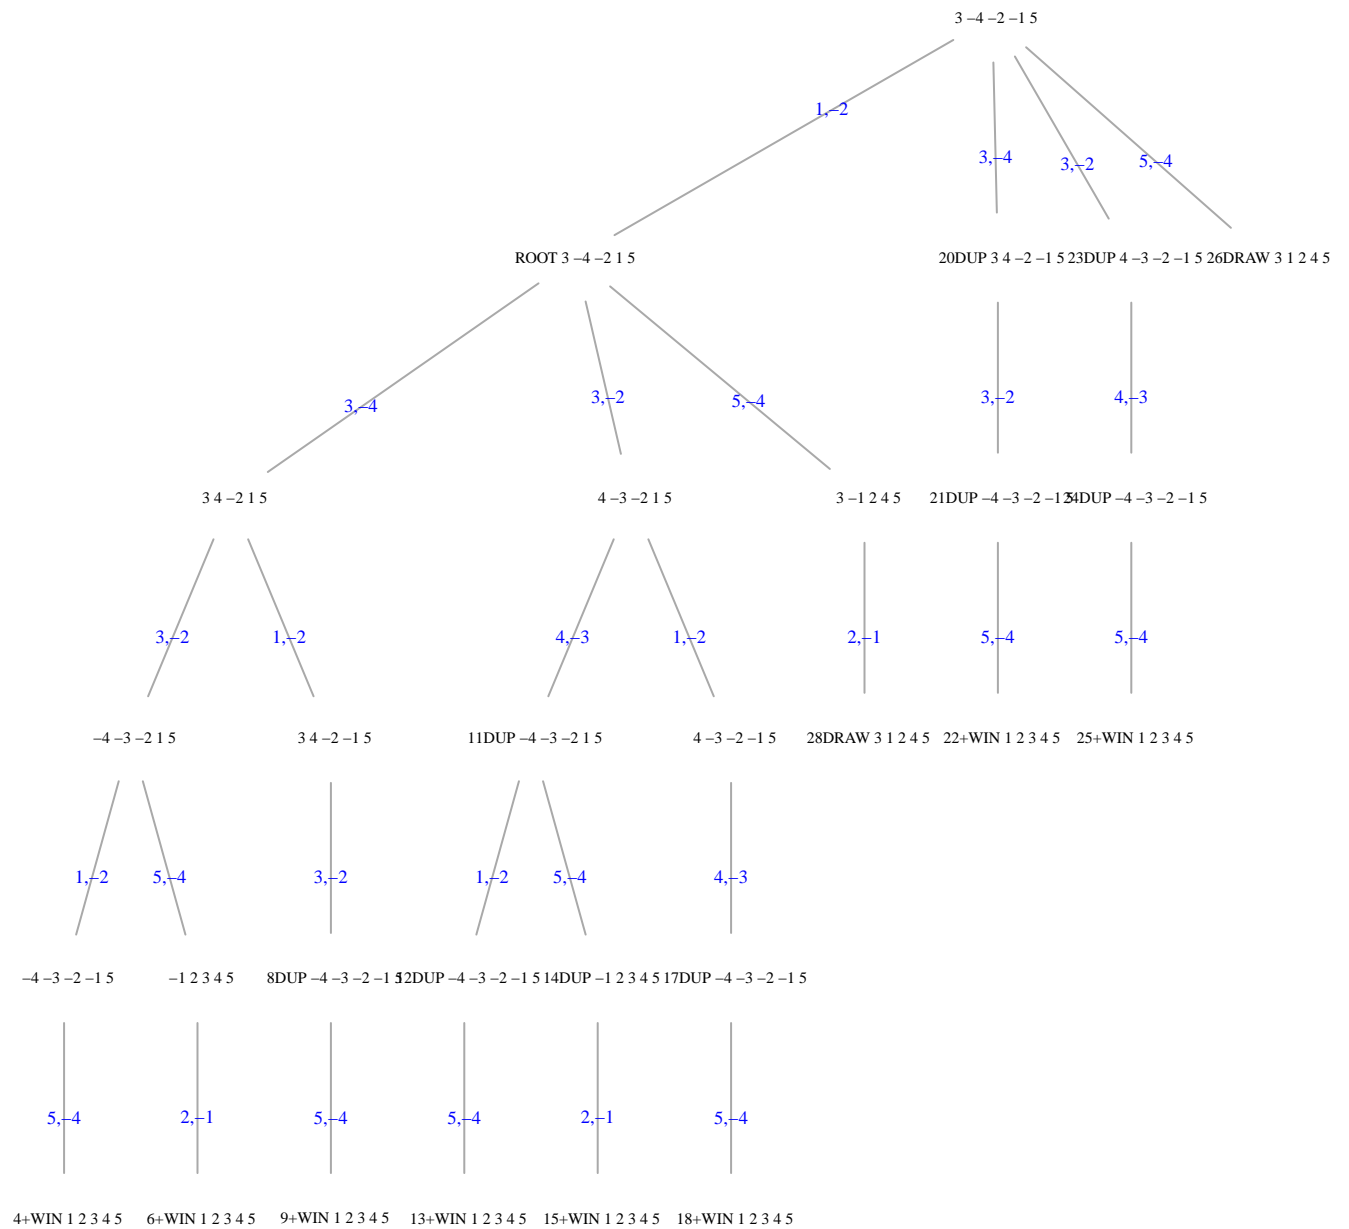 3 –4 –2 –1 5
1,–2
3,–4
3,–2
5,–4
ROOT 3 –4 –2 1 5
20DUP 3 4 –2 –1 5
23DUP 4 –3 –2 –1 5
26DRAW 3 1 2 4 5
3,–4
3,–2
5,–4
3,–2
4,–3
3 4 –2 1 5
4 –3 –2 1 5
3 –1 2 4 5
21DUP –4 –3 –2 –1 5
24DUP –4 –3 –2 –1 5
3,–2
1,–2
4,–3
1,–2
2,–1
5,–4
5,–4
–4 –3 –2 1 5
3 4 –2 –1 5
11DUP –4 –3 –2 1 5
4 –3 –2 –1 5
28DRAW 3 1 2 4 5
22+WIN 1 2 3 4 5
25+WIN 1 2 3 4 5
1,–2
5,–4
3,–2
1,–2
5,–4
4,–3
–4 –3 –2 –1 5
–1 2 3 4 5
8DUP –4 –3 –2 –1 5
12DUP –4 –3 –2 –1 5
14DUP –1 2 3 4 5
17DUP –4 –3 –2 –1 5
5,–4
2,–1
5,–4
5,–4
2,–1
5,–4
4+WIN 1 2 3 4 5
6+WIN 1 2 3 4 5
9+WIN 1 2 3 4 5
13+WIN 1 2 3 4 5
15+WIN 1 2 3 4 5
18+WIN 1 2 3 4 5